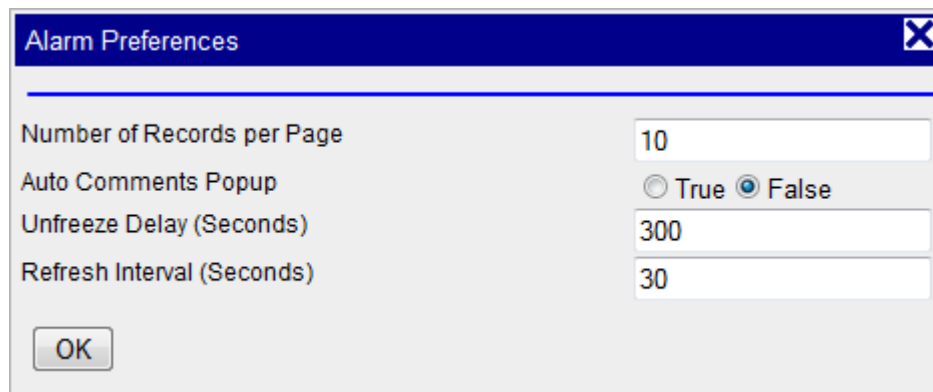 Alarm Preferences
Number of Records per Page 10
Auto Comments Popup True False
Unfreeze Delay (Seconds) 300
Refresh Interval (Seconds) 30
OK